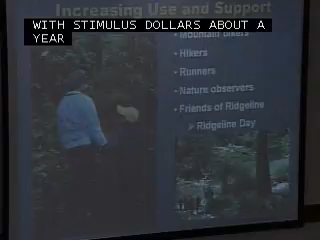 Increasing Use and Support
WITH STIMULUS DOLLARS ABOUT A
YEAR
• Mountain bikers
• Hikers
• Runners
• Nature observers
• Friends of Ridgeline
➢ Ridgeline Day